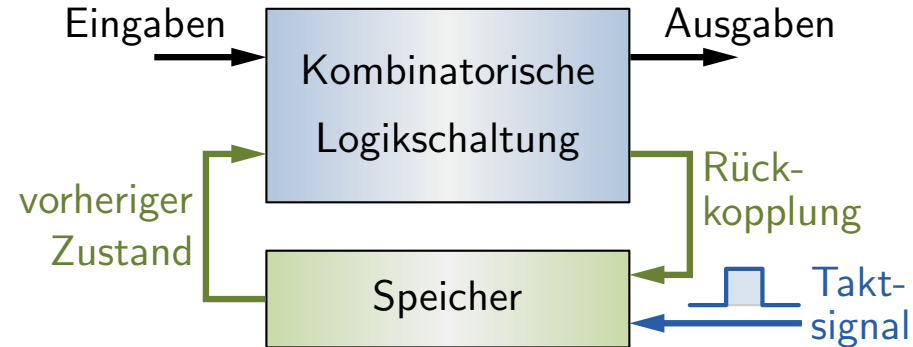 Eingaben
Ausgaben
Kombinatorische
Logikschaltung
vorheriger
Zustand
Rück-
kopplung
Speicher
Takt-
signal